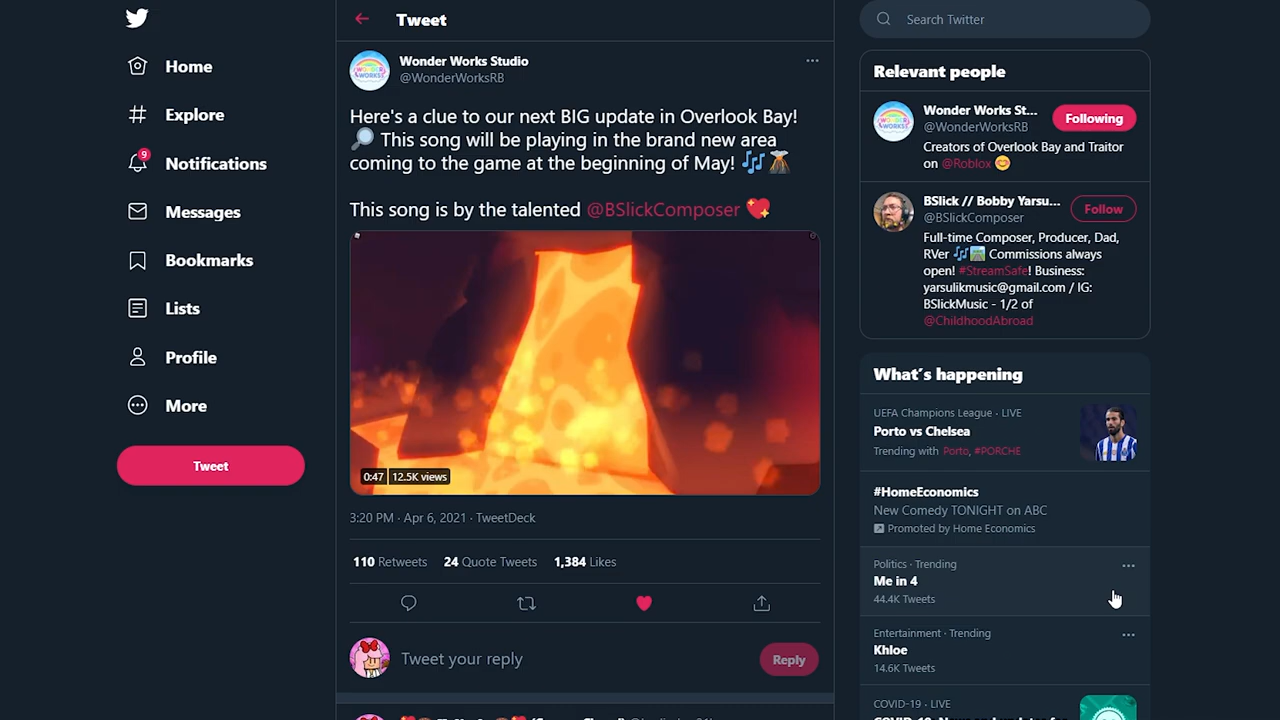 Home
Explore
9
Notifications
Messages
Bookmarks
Lists
Profile
More
Tweet
Tweet
Wonder Works Studio
@WonderWorksRB
Here's a clue to our next BIG update in Overlook Bay!
🔎 This song will be playing in the brand new area
coming to the game at the beginning of May! 🎶🌋
This song is by the talented @BSlickComposer 💖
0:47 12.5K views
3:20 PM · Apr 6, 2021 · TweetDeck
110 Retweets 24 Quote Tweets 1,384 Likes
Tweet your reply
Reply
Search Twitter
Relevant people
Wonder Works St...
@WonderWorksRB
Following
Creators of Overlook Bay and Traitor
on @Roblox 😋
BSlick // Bobby Yarsu...
@BSlickComposer
Follow
Full-time Composer, Producer, Dad,
RVer 🎶🏞️ Commissions always
open! #StreamSafe! Business:
yarsulikmusic@gmail.com / IG:
BSlickMusic - 1/2 of
@ChildhoodAbroad
What's happening
UEFA Champions League · LIVE
Porto vs Chelsea
Trending with Porto, #PORCHE
#HomeEconomics
New Comedy TONIGHT on ABC
Promoted by Home Economics
Politics · Trending
Me in 4
44.4K Tweets
Entertainment · Trending
Khloe
14.6K Tweets
COVID-19 · LIVE